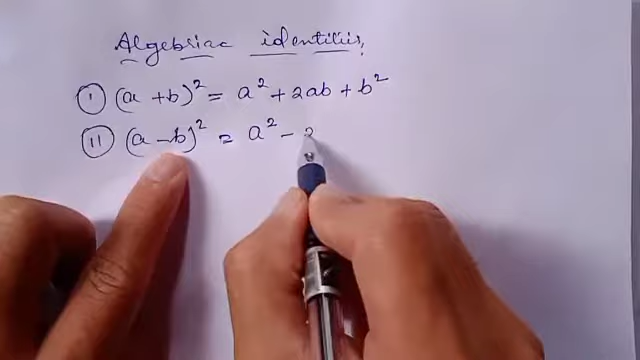 Algebriac identities,
(I) (a + b)² = a² + 2ab + b²
(II) (a - b)² = a² - 2